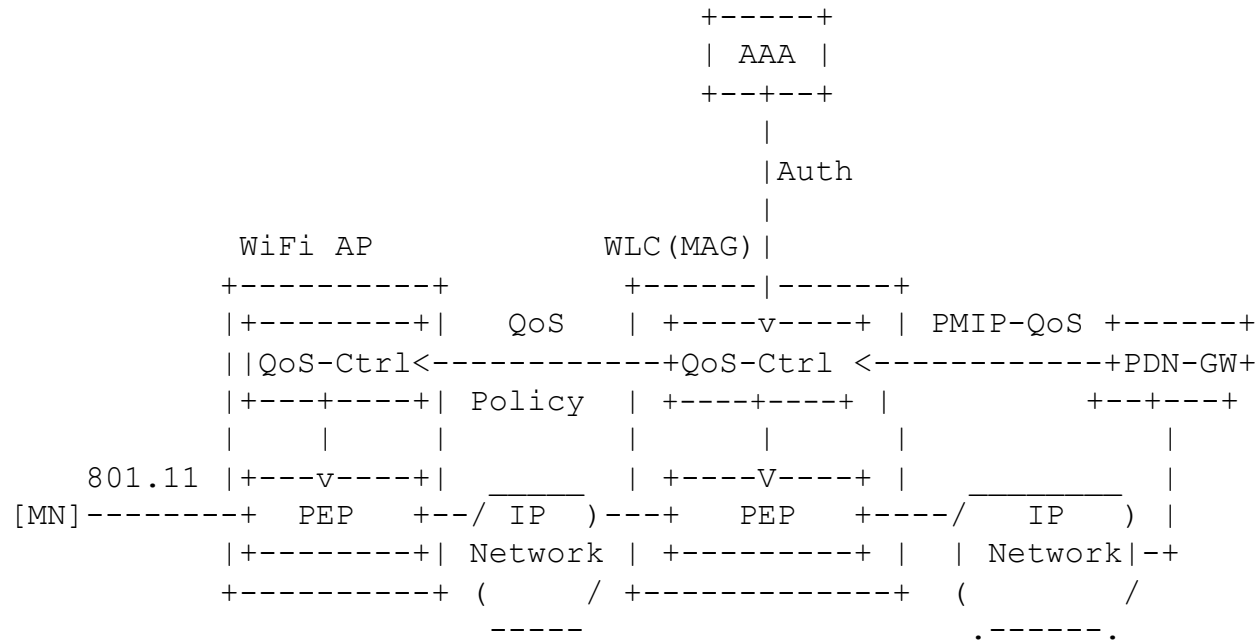 AAA
Auth
WiFi AP WLC(MAG)
QoS PMIP-QoS
QoS-Ctrl QoS-Ctrl PDN-GW
Policy
v
801.11 v V
[MN] PEP IP PEP IP
Network Network